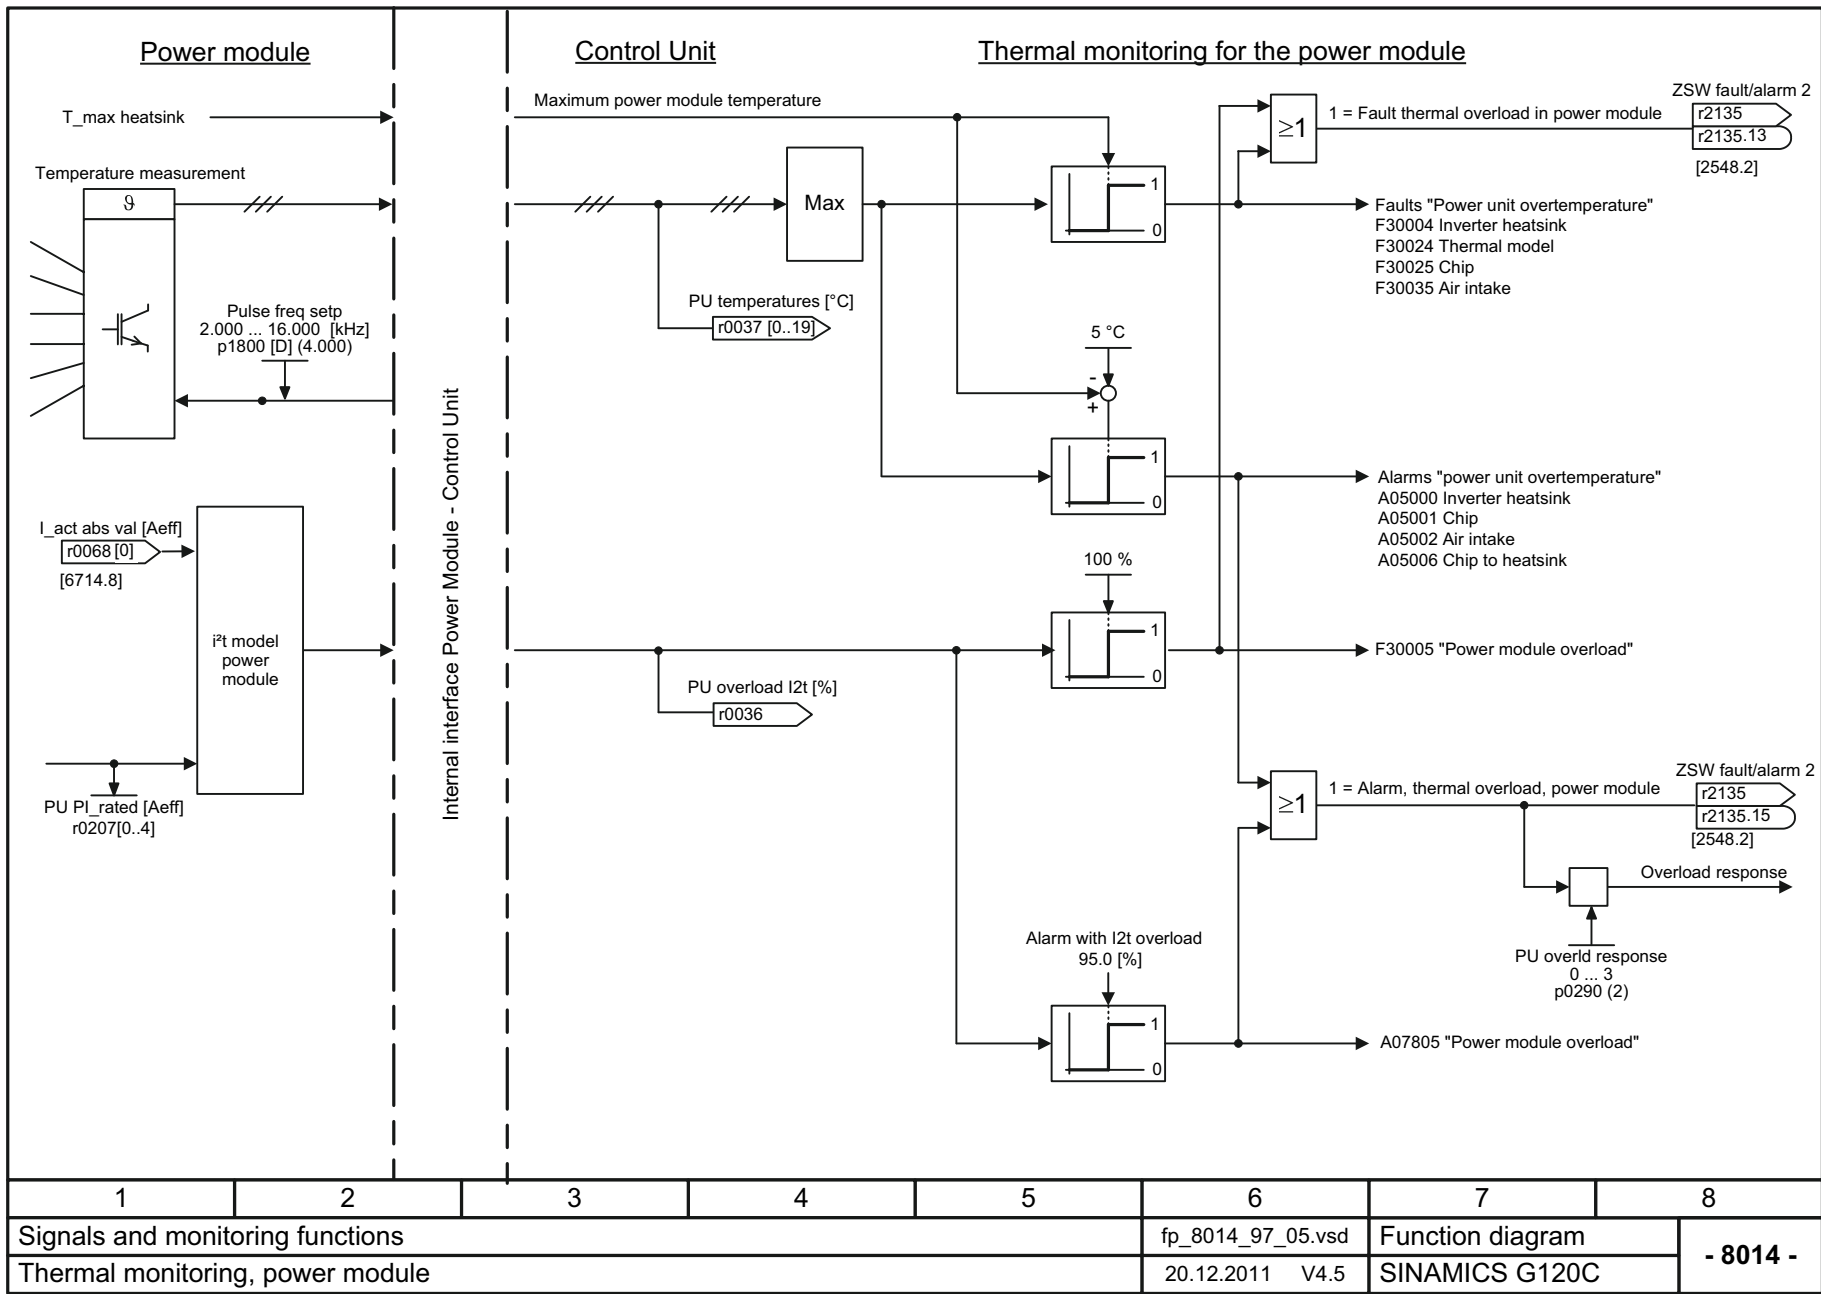 Power module
Control Unit
Thermal monitoring for the power module
T_max heatsink
Maximum power module temperature
≥1
1 = Fault thermal overload in power module
ZSW fault/alarm 2
r2135
r2135.13
[2548.2]
Temperature measurement
ϑ
Max
1
0
Faults "Power unit overtemperature"
F30004 Inverter heatsink
F30024 Thermal model
F30025 Chip
F30035 Air intake
Pulse freq setp
2.000 ... 16.000 [kHz]
p1800 [D] (4.000)
PU temperatures [°C]
r0037 [0..19]
5 °C
-
+
Internal interface Power Module - Control Unit
1
0
Alarms "power unit overtemperature"
A05000 Inverter heatsink
A05001 Chip
A05002 Air intake
A05006 Chip to heatsink
I_act abs val [Aeff]
r0068 [0]
[6714.8]
i²t model
power
module
100 %
1
0
F30005 "Power module overload"
PU overload I2t [%]
r0036
PU PI_rated [Aeff]
r0207[0..4]
≥1
1 = Alarm, thermal overload, power module
ZSW fault/alarm 2
r2135
r2135.15
[2548.2]
Overload response
PU overld response
0 ... 3
p0290 (2)
Alarm with I2t overload
95.0 [%]
1
0
A07805 "Power module overload"
1 2 3 4 5 6 7 8
Signals and monitoring functions
fp_8014_97_05.vsd
Function diagram
- 8014 -
Thermal monitoring, power module
20.12.2011 V4.5
SINAMICS G120C